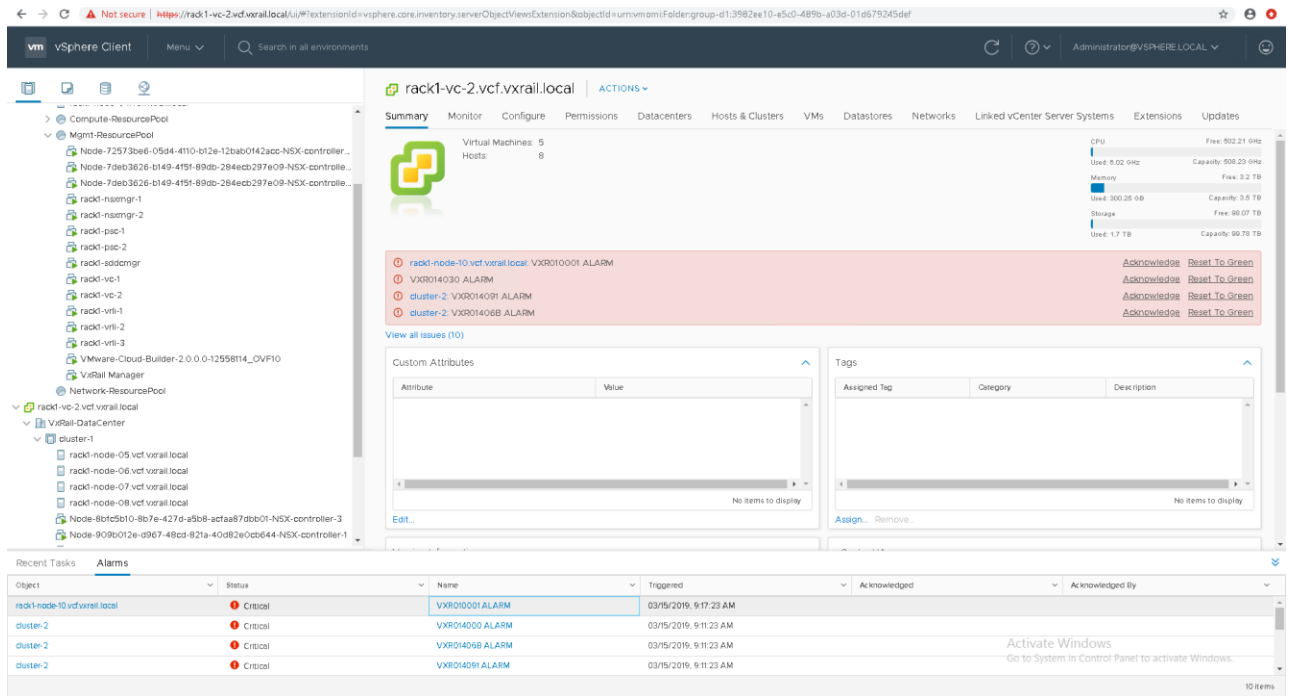 Not secure | https://rack1-vc-2.vcf.vxrail.local/ui/#?extensionId=vsphere.core.inventory.serverObjectViewsExtension&objectId=urn:vmomi:Folder:group-d1:3982ee10-e5c0-489b-a03d-01d679245def
vm vSphere Client Menu Search in all environments Administrator@VSPHERE.LOCAL
rack1-vc-2.vcf.vxrail.local ACTIONS
Summary Monitor Configure Permissions Datacenters Hosts & Clusters VMs Datastores Networks Linked vCenter Server Systems Extensions Updates
Compute-ResourcePool
Mgmt-ResourcePool
Node-72573be6-05d4-4110-b12e-12bab0f42acc-NSX-controller...
Node-7deb3626-b149-4f5f-89db-284ecb297e09-NSX-controlle...
Node-7deb3626-b149-4f5f-89db-284ecb297e09-NSX-controlle...
rack1-nsxmgr-1
rack1-nsxmgr-2
rack1-psc-1
rack1-psc-2
rack1-sddcmgr
rack1-vc-1
rack1-vc-2
rack1-vrli-1
rack1-vrli-2
rack1-vrli-3
VMware-Cloud-Builder-2.0.0.0-12558114_OVF10
VxRail Manager
Network-ResourcePool
rack1-vc-2.vcf.vxrail.local
VxRail-DataCenter
cluster-1
rack1-node-05.vcf.vxrail.local
rack1-node-06.vcf.vxrail.local
rack1-node-07.vcf.vxrail.local
rack1-node-08.vcf.vxrail.local
Node-8bfc5b10-8b7e-427d-a5b8-acfaa87dbb01-NSX-controller-3
Node-909b012e-d967-48cd-821a-40d82e0cb644-NSX-controller-1
Virtual Machines: 5
Hosts: 8
CPU Free: 502.21 GHz
Used: 6.02 GHz Capacity: 508.23 GHz
Memory Free: 3.2 TB
Used: 300.25 GB Capacity: 3.5 TB
Storage Free: 98.07 TB
Used: 1.7 TB Capacity: 99.78 TB
rack1-node-10.vcf.vxrail.local: VXR010001 ALARM Acknowledge Reset To Green
VXR014030 ALARM Acknowledge Reset To Green
cluster-2: VXR014091 ALARM Acknowledge Reset To Green
cluster-2: VXR01406B ALARM Acknowledge Reset To Green
View all issues (10)
Custom Attributes
Attribute Value
No items to display
Edit...
Tags
Assigned Tag Category Description
No items to display
Assign... Remove...
Recent Tasks Alarms
Object Status Name Triggered Acknowledged Acknowledged By
rack1-node-10.vcf.vxrail.local Critical VXR010001 ALARM 03/15/2019, 9:17:23 AM
cluster-2 Critical VXR014000 ALARM 03/15/2019, 9:11:23 AM
cluster-2 Critical VXR01406B ALARM 03/15/2019, 9:11:23 AM
cluster-2 Critical VXR014091 ALARM 03/15/2019, 9:11:23 AM
Activate Windows
Go to System in Control Panel to activate Windows.
10 items